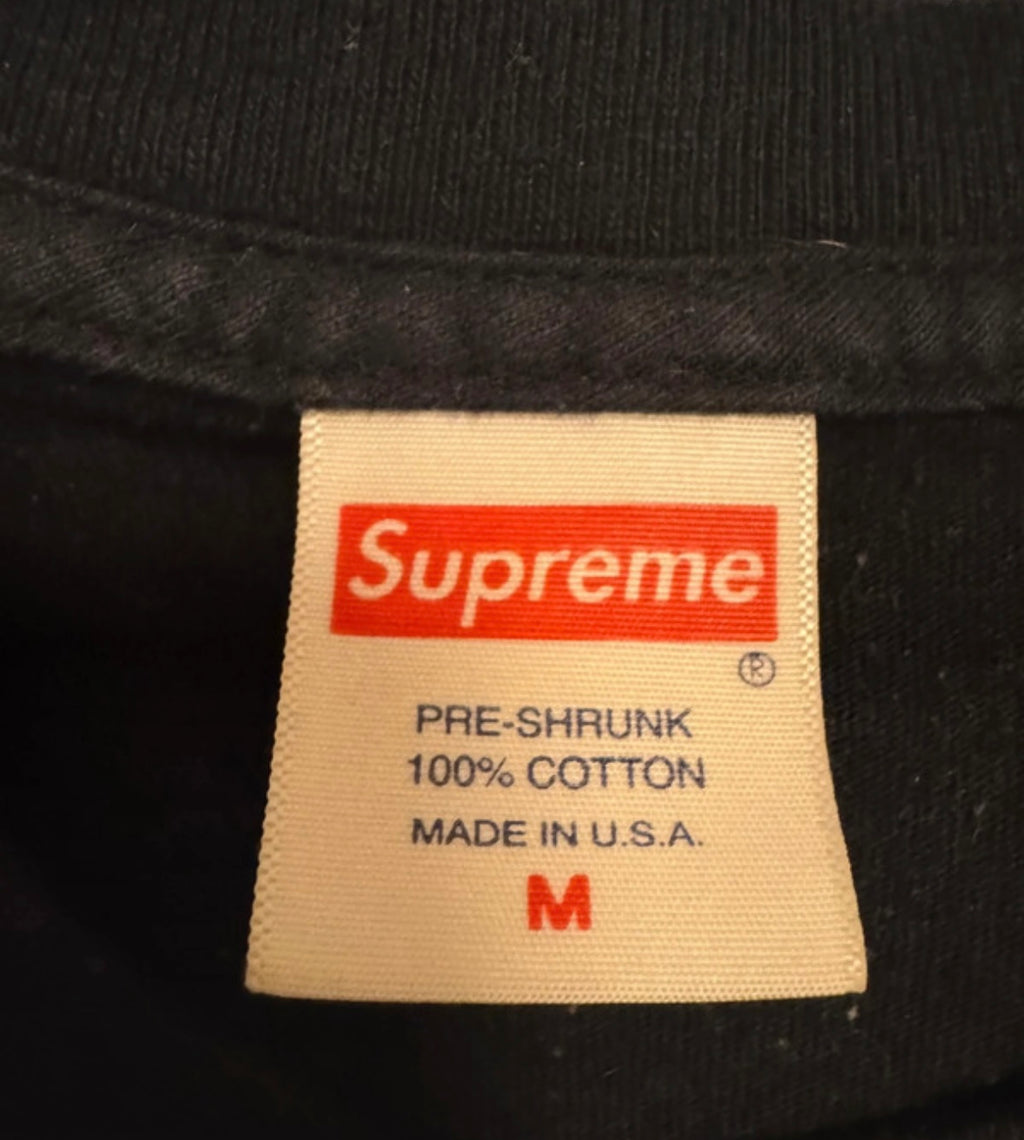 Supreme
®
PRE-SHRUNK
100% COTTON
MADE IN U.S.A.
M